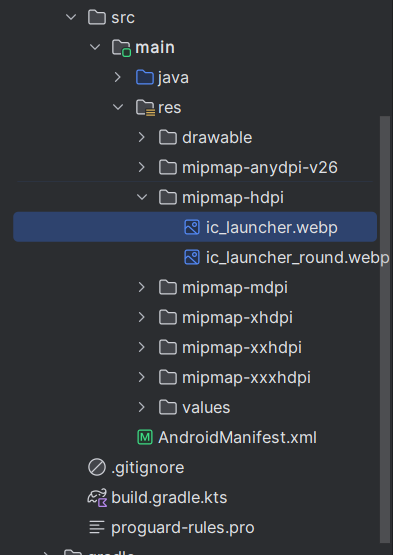 src
main
java
res
drawable
mipmap-anydpi-v26
mipmap-hdpi
ic_launcher.webp
ic_launcher_round.webp
mipmap-mdpi
mipmap-xhdpi
mipmap-xxhdpi
mipmap-xxxhdpi
values
M AndroidManifest.xml
.gitignore
build.gradle.kts
proguard-rules.pro
gradle